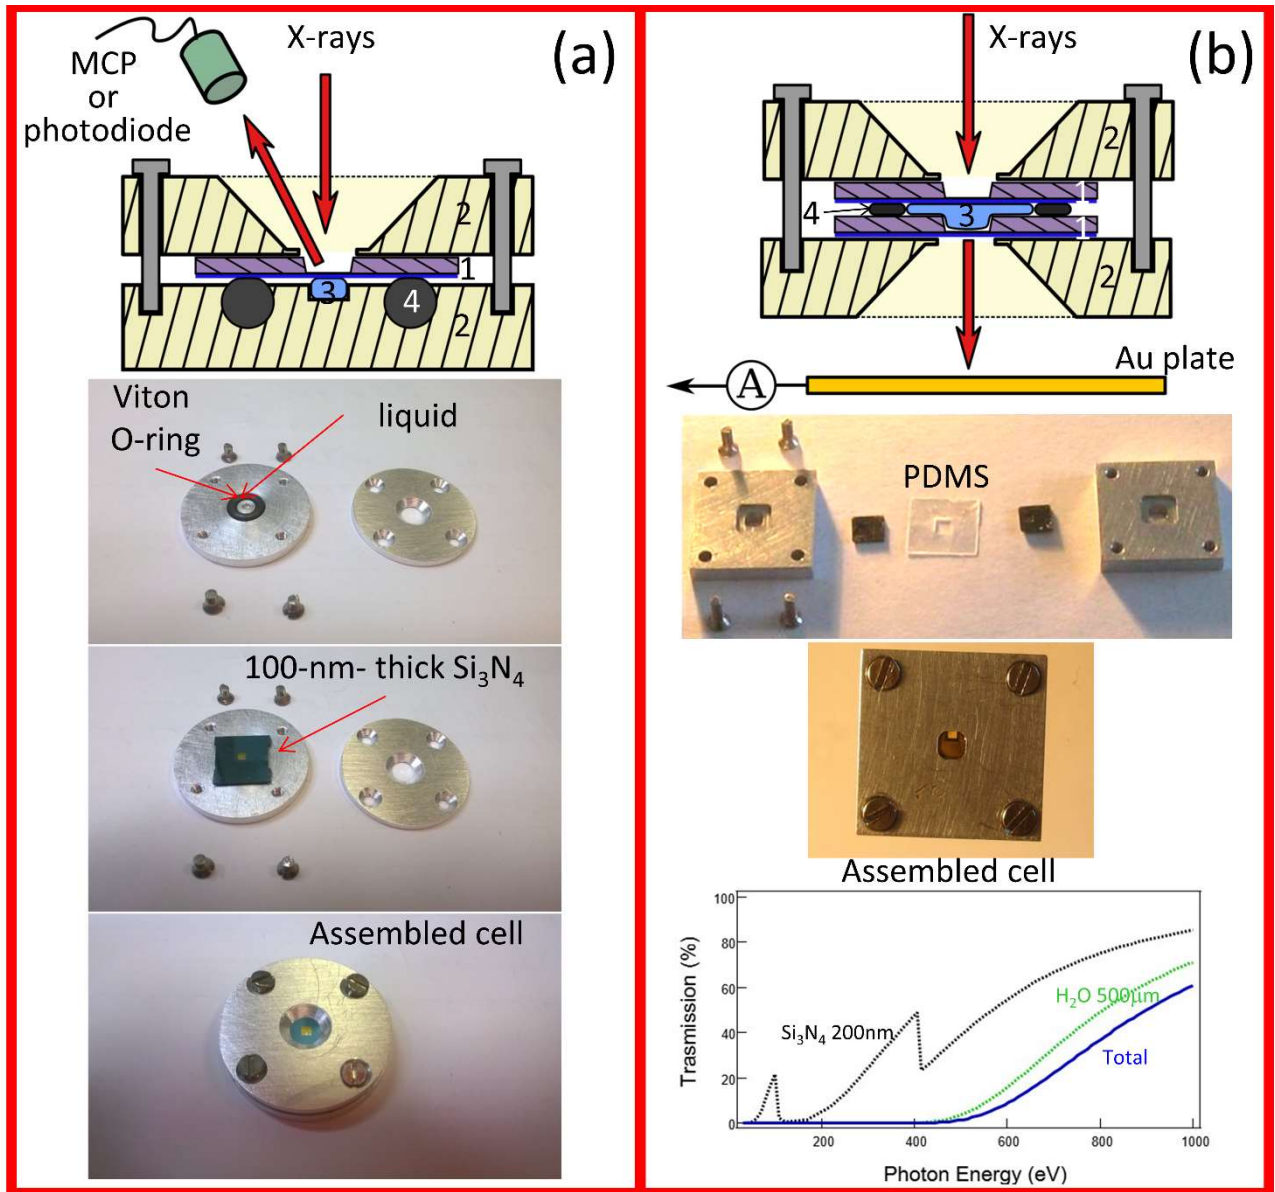 (a)
X-rays
MCP
or
photodiode
2
1
3
4
2
Viton
O-ring
liquid
100-nm- thick Si₃N₄
Assembled cell
(b)
X-rays
2
1
4
3
1
2
Au plate
A
PDMS
Assembled cell
Trasmission (%)
100
80
60
40
20
0
H₂O 500μm
Si₃N₄ 200nm
Total
200
400
600
800
1000
Photon Energy (eV)